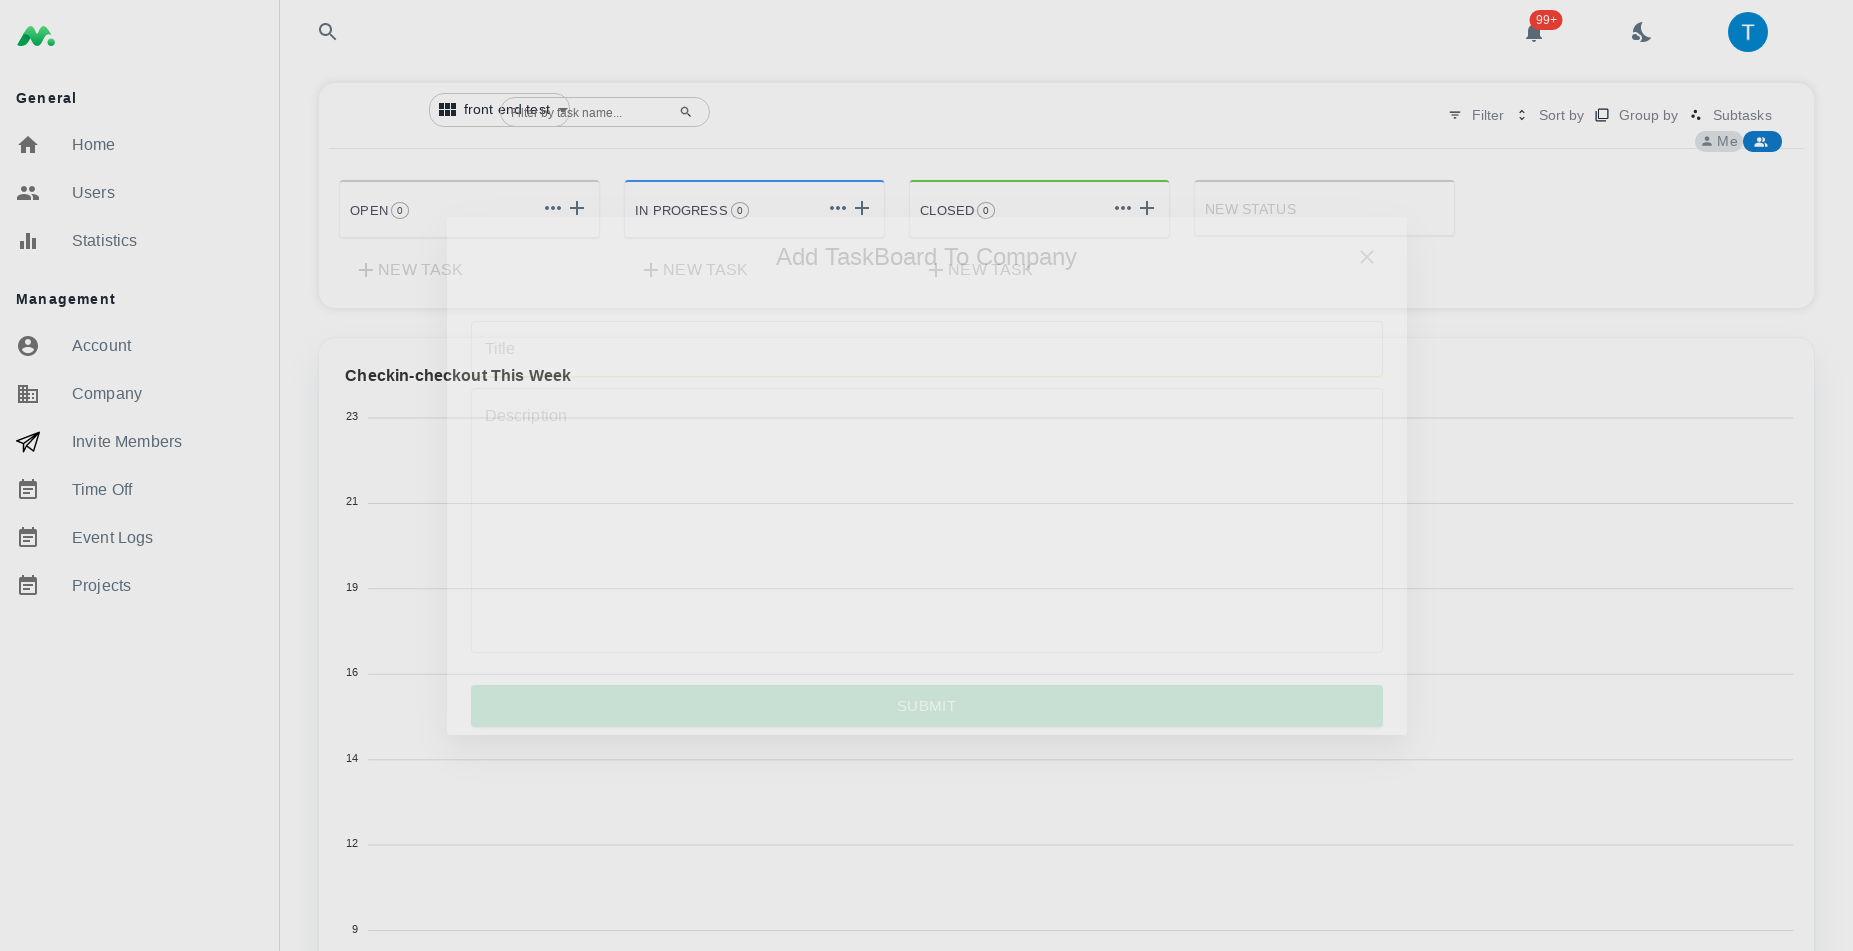 99+
T
General
Home
Users
Statistics
Management
Account
Company
Invite Members
Time Off
Event Logs
Projects
front end test
Filter by task name...
Filter
Sort by
Group by
Subtasks
Me
OPEN 0
IN PROGRESS 0
CLOSED 0
NEW STATUS
NEW TASK
NEW TASK
NEW TASK
Add TaskBoard To Company
Title
Description
SUBMIT
Checkin-checkout This Week
23
21
19
16
14
12
9